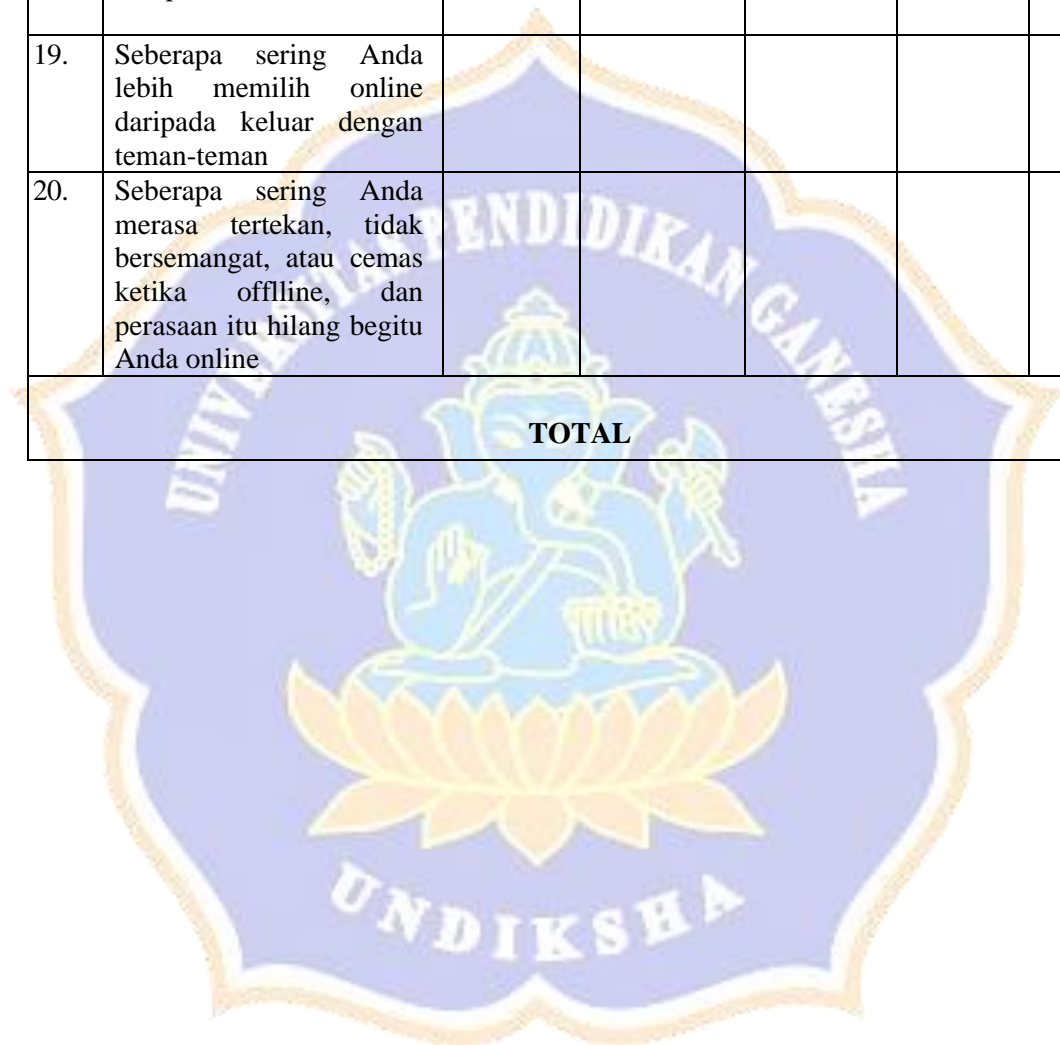 19. Seberapa sering Anda
lebih memilih online
daripada keluar dengan
teman-teman
20. Seberapa sering Anda
merasa tertekan, tidak
bersemangat, atau cemas
ketika offlline, dan
perasaan itu hilang begitu
Anda online
TOTAL
UNIVERSITAS PENDIDIKAN GANESHA
UNDIKSHA